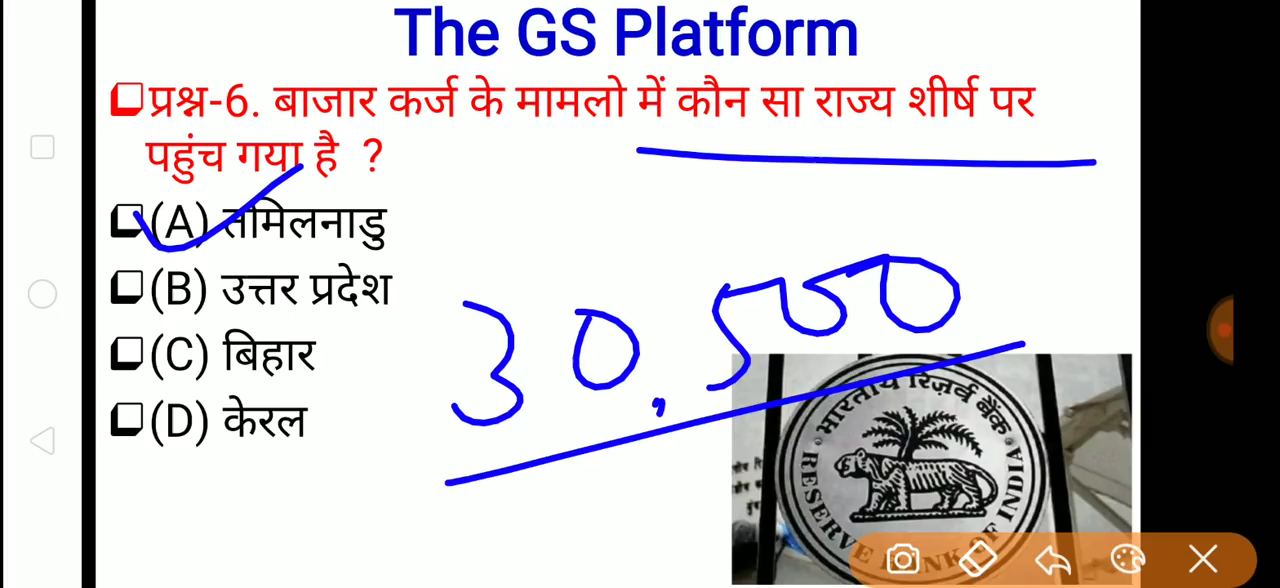 The GS Platform
प्रश्न-6. बाजार कर्ज के मामलो में कौन सा राज्य शीर्ष पर
पहुंच गया है ?
(A) तमिलनाडु
(B) उत्तर प्रदेश
(C) बिहार
(D) केरल
30,500
भारतीय रिज़र्व बैंक
RESERVE BANK OF INDIA